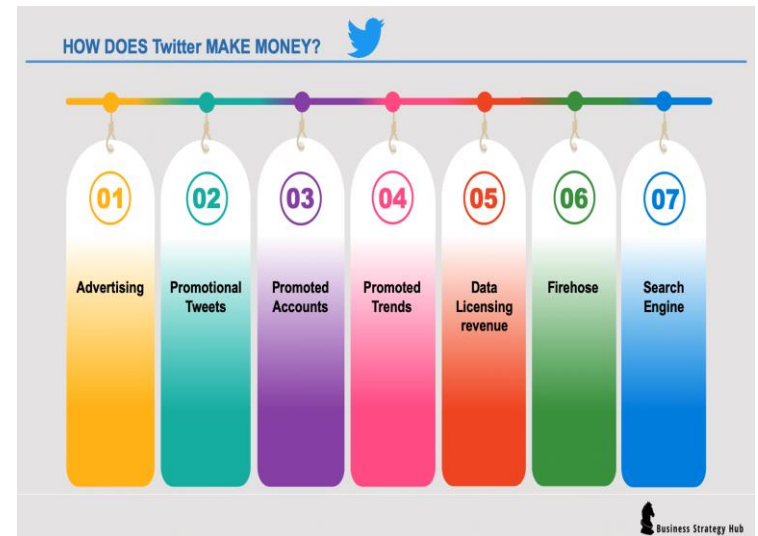 HOW DOES Twitter MAKE MONEY?
01
02
03
04
05
06
07
Advertising
Promotional
Tweets
Promoted
Accounts
Promoted
Trends
Data
Licensing
revenue
Firehose
Search
Engine
Business Strategy Hub